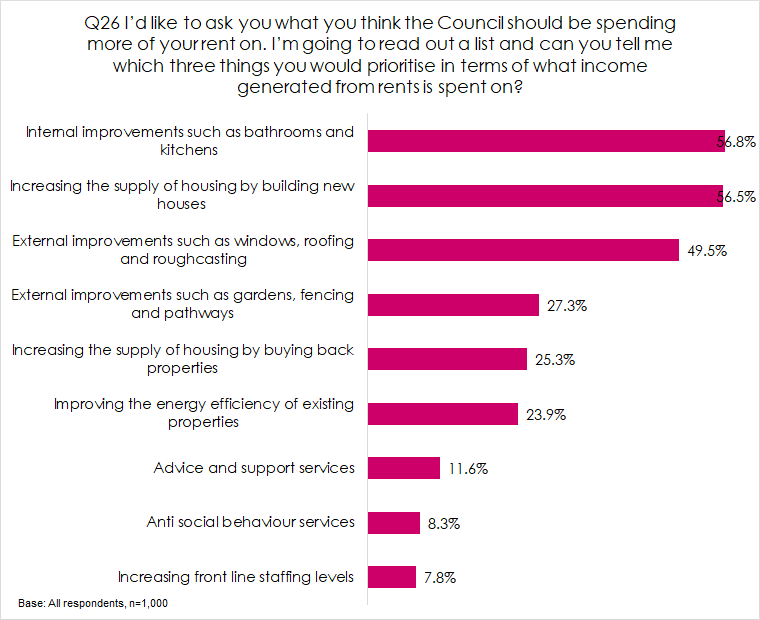 Q26 I’d like to ask you what you think the Council should be spending
more of your rent on. I’m going to read out a list and can you tell me
which three things you would prioritise in terms of what income
generated from rents is spent on?
Internal improvements such as bathrooms and
kitchens
56.8%
Increasing the supply of housing by building new
houses
56.5%
External improvements such as windows, roofing
and roughcasting
49.5%
External improvements such as gardens, fencing
and pathways
27.3%
Increasing the supply of housing by buying back
properties
25.3%
Improving the energy efficiency of existing
properties
23.9%
Advice and support services
11.6%
Anti social behaviour services
8.3%
Increasing front line staffing levels
7.8%
Base: All respondents, n=1,000